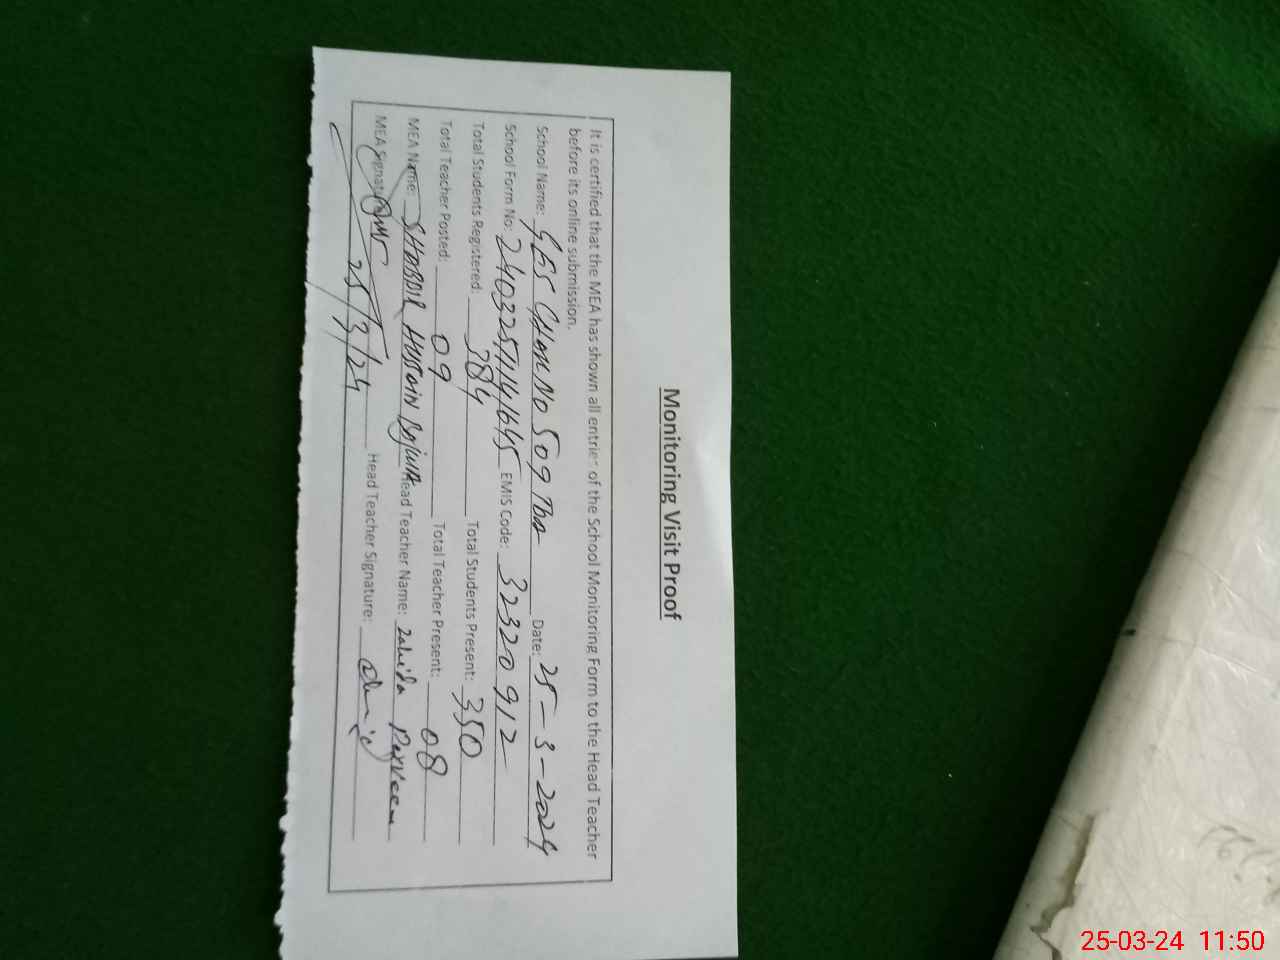 Monitoring Visit Proof
It is certified that the MEA has shown all entries of the School Monitoring Form to the Head Teacher
before its online submission.
School Name: GES CHAK No 509 TDA Date: 25-3-2024
School Form No: EMIS Code: 32320912
Total Students Registered: 384 Total Students Present: 350
Total Teacher Posted: 09 Total Teacher Present: 08
MEA Name: SHABBIR HUSSAIN Head Teacher Name: Zahida Parveen
MEA Signature Head Teacher Signature:
25/3/24
25-03-24 11:50